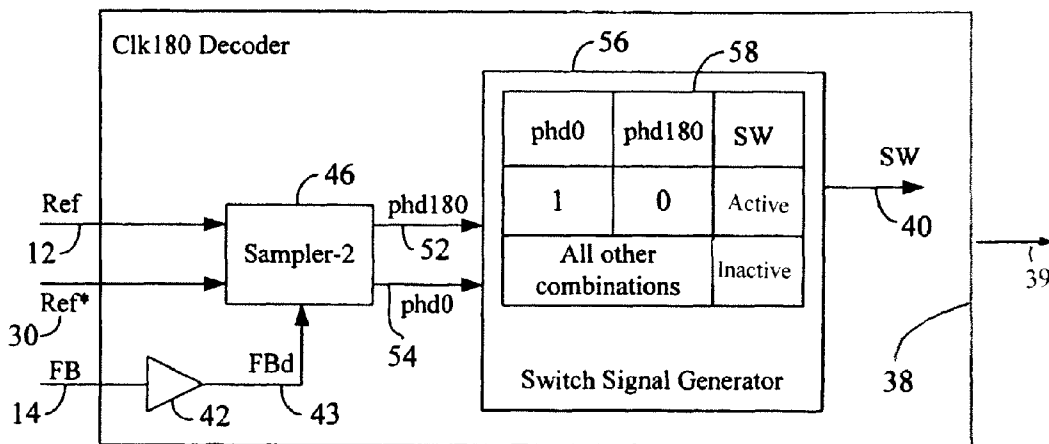 Clk180 Decoder
56
58
phd0 phd180 SW
1 0 Active
All other combinations Inactive
Switch Signal Generator
SW
40
39
38
46
Sampler-2
Ref
12
Ref*
30
FB
14
42
FBd
43
phd180
52
phd0
54